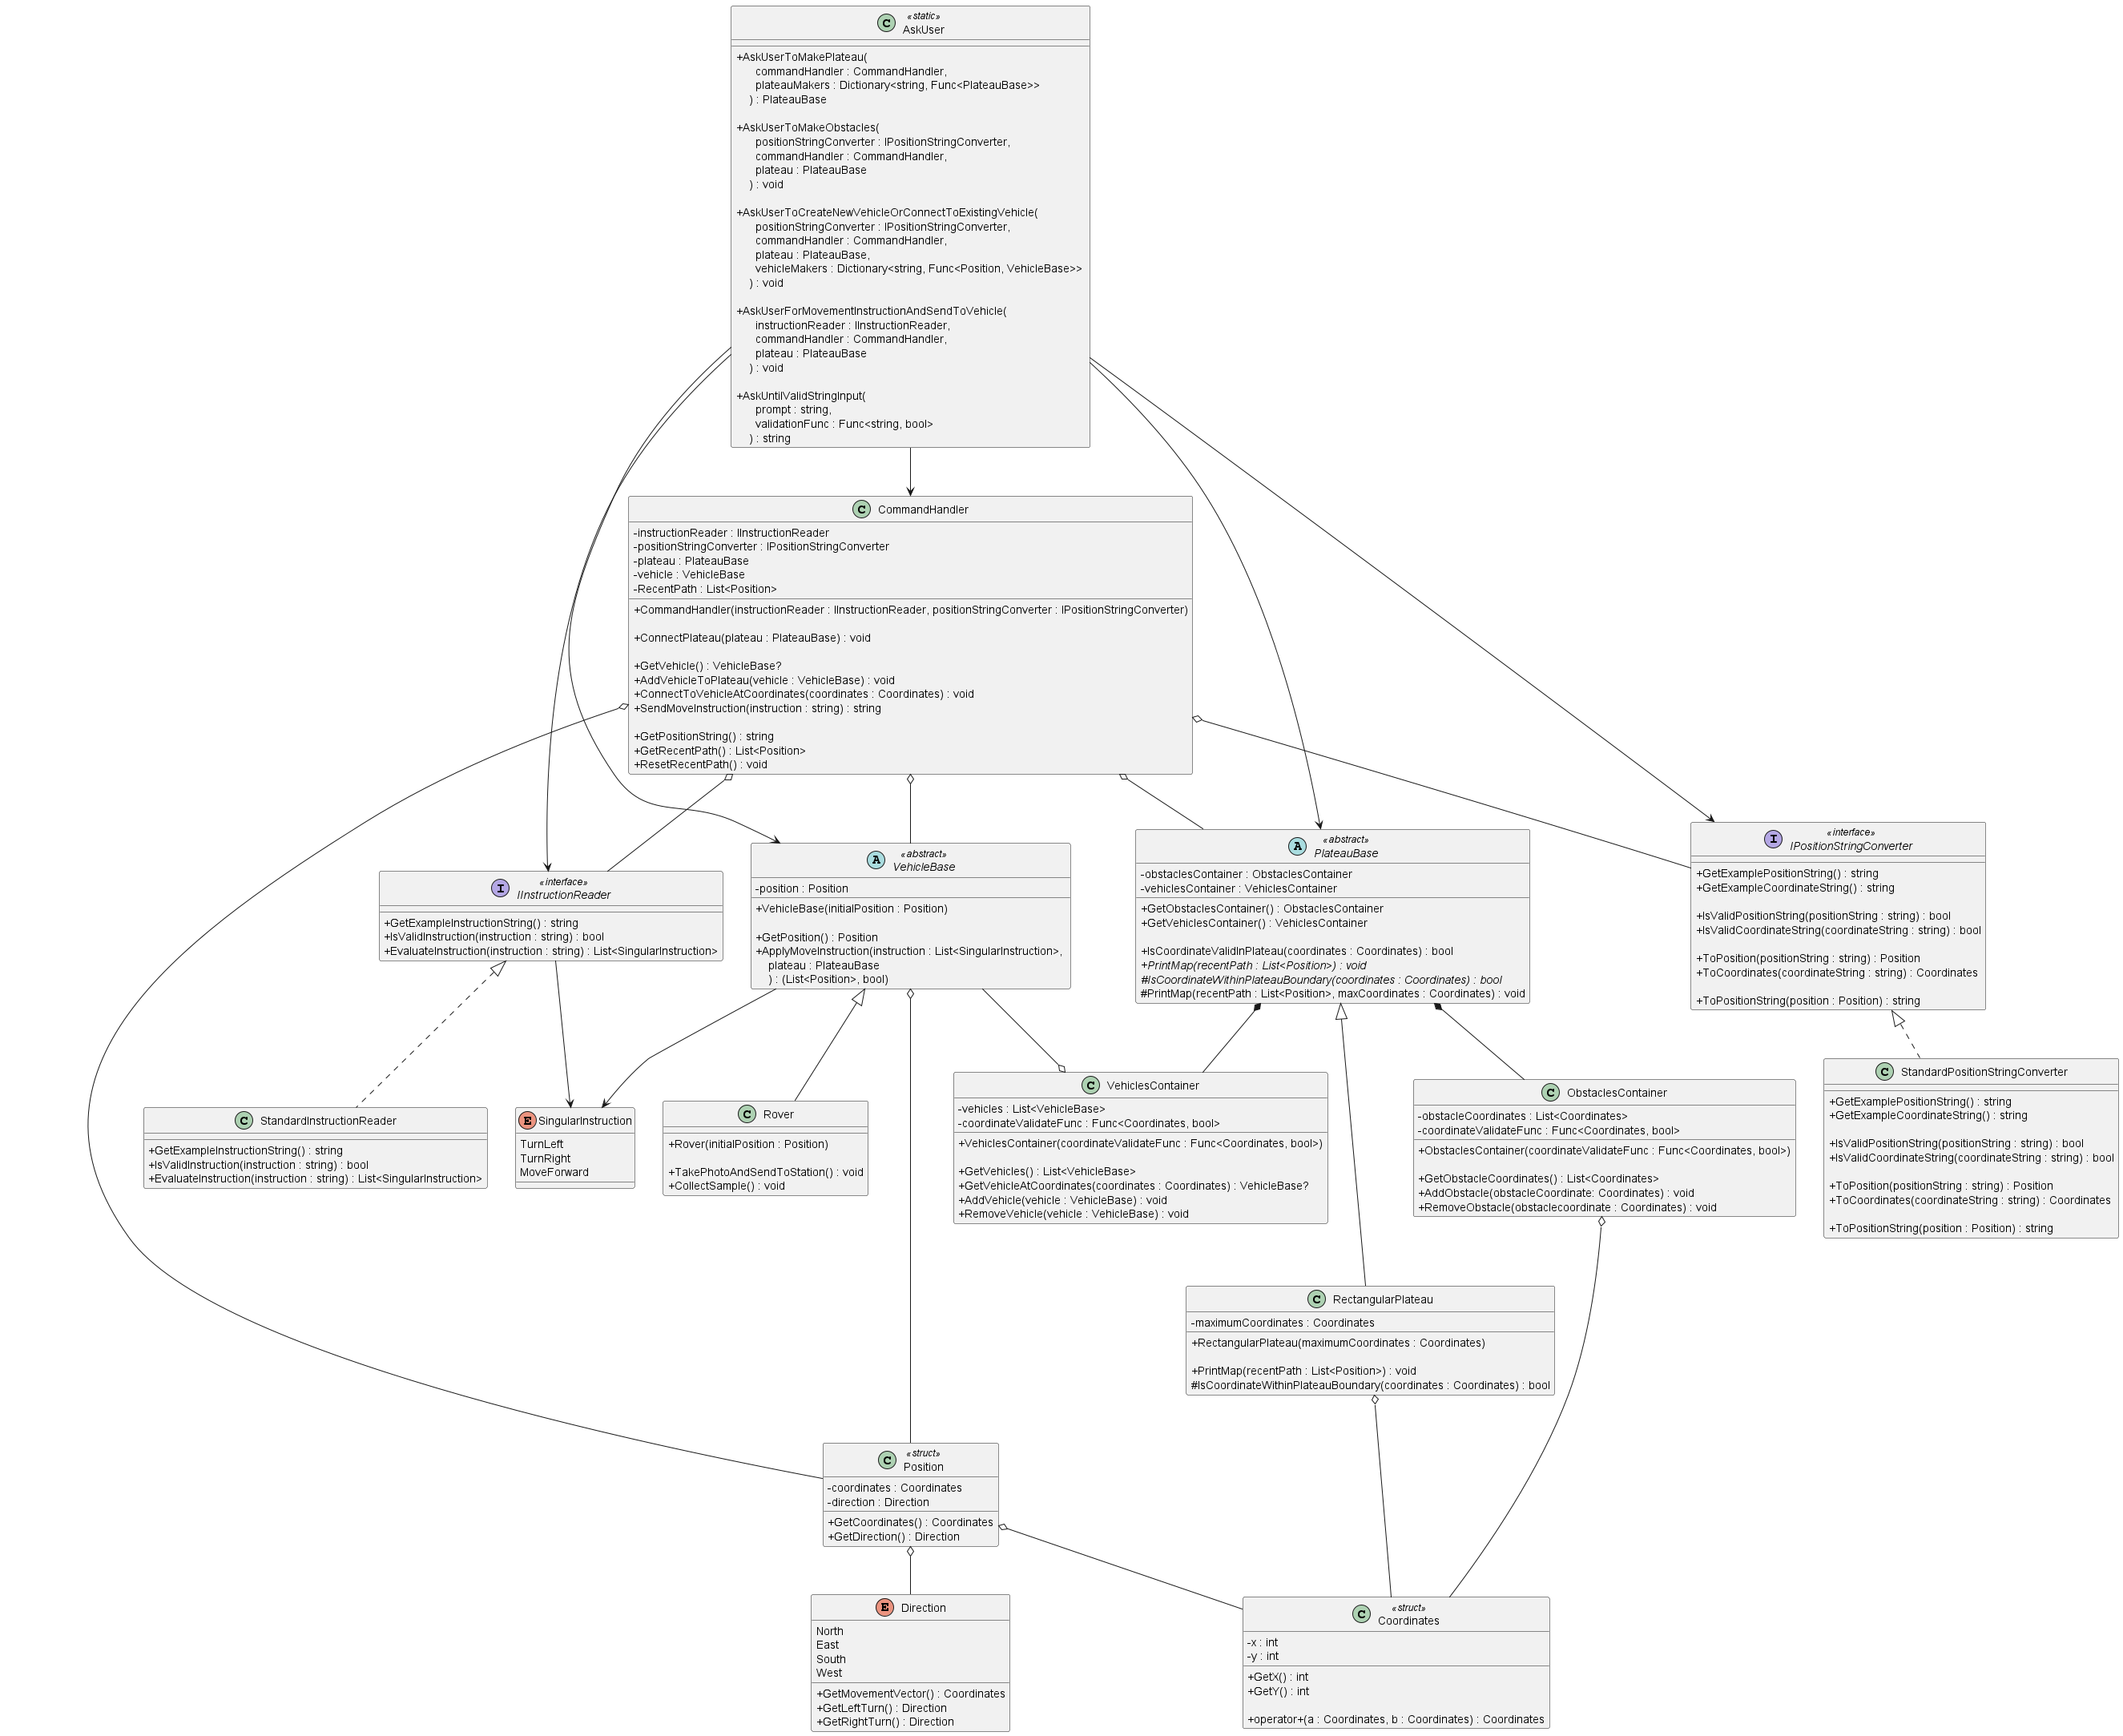 C
«static»
AskUser
+AskUserToMakePlateau(
commandHandler : CommandHandler,
plateauMakers : Dictionary<string, Func<PlateauBase>>
) : PlateauBase
+AskUserToMakeObstacles(
positionStringConverter : IPositionStringConverter,
commandHandler : CommandHandler,
plateau : PlateauBase
) : void
+AskUserToCreateNewVehicleOrConnectToExistingVehicle(
positionStringConverter : IPositionStringConverter,
commandHandler : CommandHandler,
plateau : PlateauBase,
vehicleMakers : Dictionary<string, Func<Position, VehicleBase>>
) : void
+AskUserForMovementInstructionAndSendToVehicle(
instructionReader : IInstructionReader,
commandHandler : CommandHandler,
plateau : PlateauBase
) : void
+AskUntilValidStringInput(
prompt : string,
validationFunc : Func<string, bool>
) : string
C CommandHandler
-instructionReader : IInstructionReader
-positionStringConverter : IPositionStringConverter
-plateau : PlateauBase
-vehicle : VehicleBase
-RecentPath : List<Position>
+CommandHandler(instructionReader : IInstructionReader, positionStringConverter : IPositionStringConverter)
+ConnectPlateau(plateau : PlateauBase) : void
+GetVehicle() : VehicleBase?
+AddVehicleToPlateau(vehicle : VehicleBase) : void
+ConnectToVehicleAtCoordinates(coordinates : Coordinates) : void
+SendMoveInstruction(instruction : string) : string
+GetPositionString() : string
+GetRecentPath() : List<Position>
+ResetRecentPath() : void
I
«interface»
IInstructionReader
+GetExampleInstructionString() : string
+IsValidInstruction(instruction : string) : bool
+EvaluateInstruction(instruction : string) : List<SingularInstruction>
A
«abstract»
VehicleBase
-position : Position
+VehicleBase(initialPosition : Position)
+GetPosition() : Position
+ApplyMoveInstruction(instruction : List<SingularInstruction>,
plateau : PlateauBase
) : (List<Position>, bool)
A
«abstract»
PlateauBase
-obstaclesContainer : ObstaclesContainer
-vehiclesContainer : VehiclesContainer
+GetObstaclesContainer() : ObstaclesContainer
+GetVehiclesContainer() : VehiclesContainer
+IsCoordinateValidInPlateau(coordinates : Coordinates) : bool
+PrintMap(recentPath : List<Position>) : void
#IsCoordinateWithinPlateauBoundary(coordinates : Coordinates) : bool
#PrintMap(recentPath : List<Position>, maxCoordinates : Coordinates) : void
I
«interface»
IPositionStringConverter
+GetExamplePositionString() : string
+GetExampleCoordinateString() : string
+IsValidPositionString(positionString : string) : bool
+IsValidCoordinateString(coordinateString : string) : bool
+ToPosition(positionString : string) : Position
+ToCoordinates(coordinateString : string) : Coordinates
+ToPositionString(position : Position) : string
C StandardInstructionReader
+GetExampleInstructionString() : string
+IsValidInstruction(instruction : string) : bool
+EvaluateInstruction(instruction : string) : List<SingularInstruction>
E SingularInstruction
TurnLeft
TurnRight
MoveForward
C Rover
+Rover(initialPosition : Position)
+TakePhotoAndSendToStation() : void
+CollectSample() : void
C VehiclesContainer
-vehicles : List<VehicleBase>
-coordinateValidateFunc : Func<Coordinates, bool>
+VehiclesContainer(coordinateValidateFunc : Func<Coordinates, bool>)
+GetVehicles() : List<VehicleBase>
+GetVehicleAtCoordinates(coordinates : Coordinates) : VehicleBase?
+AddVehicle(vehicle : VehicleBase) : void
+RemoveVehicle(vehicle : VehicleBase) : void
C ObstaclesContainer
-obstacleCoordinates : List<Coordinates>
-coordinateValidateFunc : Func<Coordinates, bool>
+ObstaclesContainer(coordinateValidateFunc : Func<Coordinates, bool>)
+GetObstacleCoordinates() : List<Coordinates>
+AddObstacle(obstacleCoordinate: Coordinates) : void
+RemoveObstacle(obstaclecoordinate : Coordinates) : void
C StandardPositionStringConverter
+GetExamplePositionString() : string
+GetExampleCoordinateString() : string
+IsValidPositionString(positionString : string) : bool
+IsValidCoordinateString(coordinateString : string) : bool
+ToPosition(positionString : string) : Position
+ToCoordinates(coordinateString : string) : Coordinates
+ToPositionString(position : Position) : string
C RectangularPlateau
-maximumCoordinates : Coordinates
+RectangularPlateau(maximumCoordinates : Coordinates)
+PrintMap(recentPath : List<Position>) : void
#IsCoordinateWithinPlateauBoundary(coordinates : Coordinates) : bool
C
«struct»
Position
-coordinates : Coordinates
-direction : Direction
+GetCoordinates() : Coordinates
+GetDirection() : Direction
E Direction
North
East
South
West
+GetMovementVector() : Coordinates
+GetLeftTurn() : Direction
+GetRightTurn() : Direction
C
«struct»
Coordinates
-x : int
-y : int
+GetX() : int
+GetY() : int
+operator+(a : Coordinates, b : Coordinates) : Coordinates